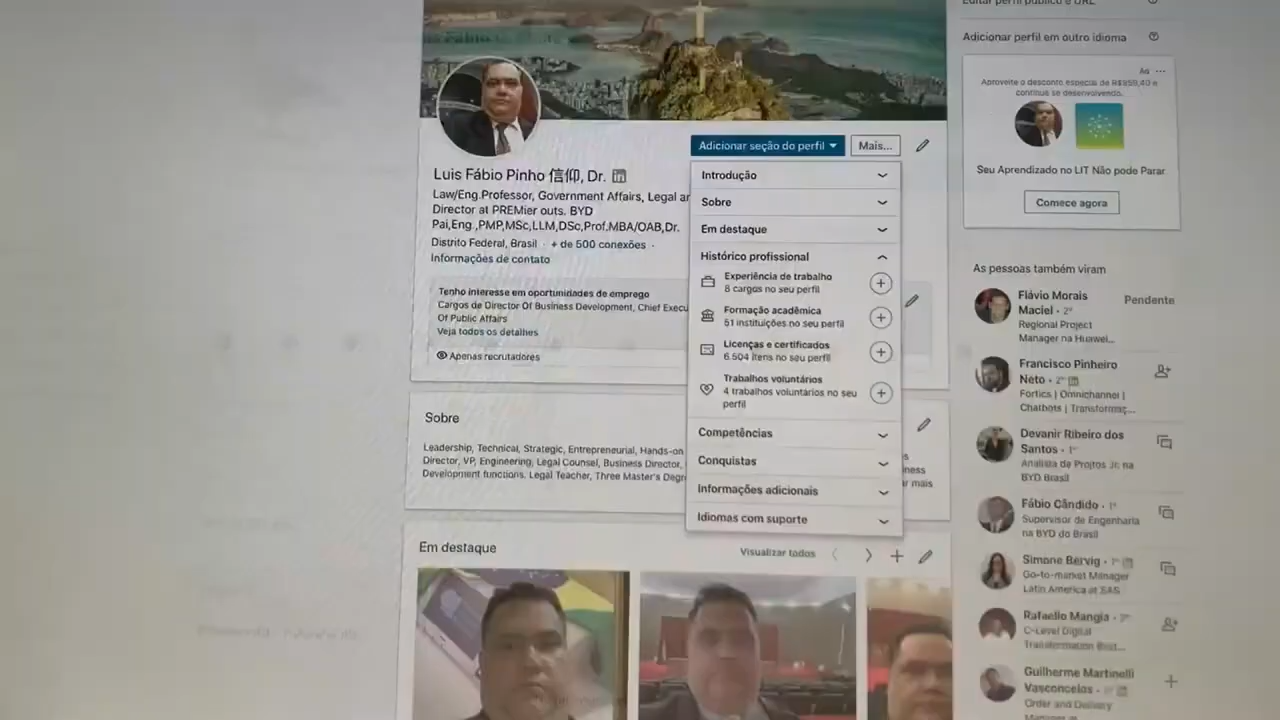 Editar perfil público e URL
Adicionar perfil em outro idioma
Ad
Aproveite o desconto especial de R$959,40 e
continue se desenvolvendo.
Seu Aprendizado no LIT Não pode Parar
Comece agora
Adicionar seção do perfil
Mais...
Luis Fábio Pinho 信仰, Dr.
Law/Eng.Professor, Government Affairs, Legal
Director at PREMier outs. BYD
Pai,Eng.,PMP,MSc,LLM,DSc,Prof.MBA/OAB,Dr.
Distrito Federal, Brasil · + de 500 conexões ·
Informações de contato
Tenho interesse em oportunidades de emprego
Cargos de Director Of Business Development, Chief Execu
Of Public Affairs
Veja todos os detalhes
Apenas recrutadores
Introdução
Sobre
Em destaque
Histórico profissional
Experiência de trabalho
8 cargos no seu perfil
Formação acadêmica
51 instituições no seu perfil
Licenças e certificados
6.504 itens no seu perfil
Trabalhos voluntários
4 trabalhos voluntários no seu
perfil
Competências
Conquistas
Informações adicionais
Idiomas com suporte
Sobre
Leadership, Technical, Strategic, Entrepreneurial, Hands-on
Director, VP, Engineering, Legal Counsel, Business Director,
Development functions. Legal Teacher, Three Master's Degr
ness
r mais
Em destaque
Visualizar todos
As pessoas também viram
Flávio Morais
Maciel · 2º
Regional Project
Manager na Huawei...
Pendente
Francisco Pinheiro
Neto · 2º
Fortics | Omnichannel |
Chatbots | Transformaç...
Devanir Ribeiro dos
Santos · 1º
Analista de Projtos Jr. na
BYD Brasil
Fábio Cândido · 1º
Supervisor de Engenharia
na BYD do Brasil
Simone Bervig · 1º
Go-to-market Manager
Latin America at SAS
Rafaello Mangia · 2º
C-Level Digital
Transformation
Guilherme Martinelli
Vasconcelos
Order and Delivery